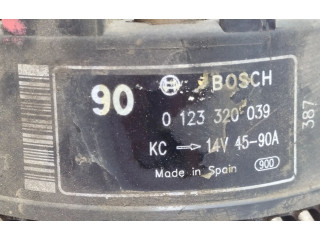 90 BOSCH
0 123 320 039
KC → 14V 45-90A
Made in Spain 900
387